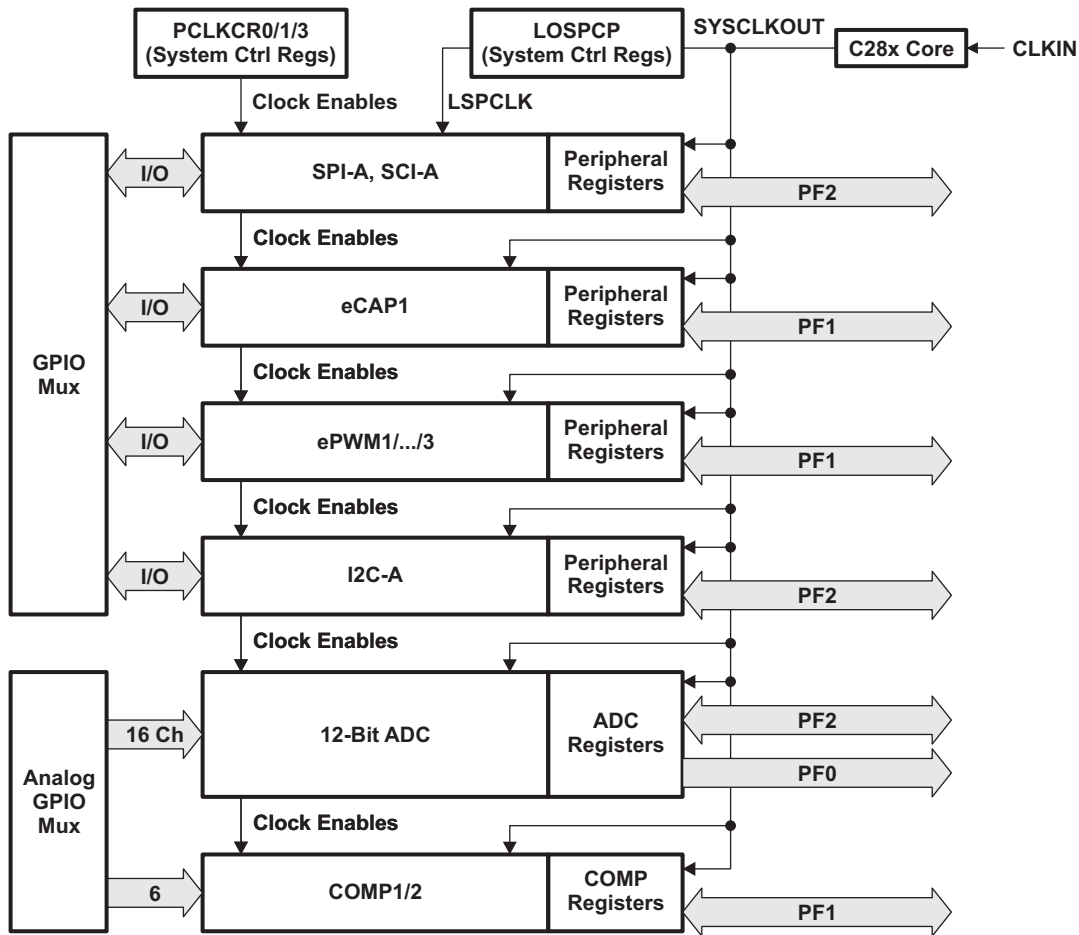 PCLKCR0/1/3
(System Ctrl Regs)
LOSPCP
(System Ctrl Regs)
SYSCLKOUT
C28x Core
CLKIN
Clock Enables
LSPCLK
I/O
SPI-A, SCI-A
Peripheral
Registers
PF2
Clock Enables
I/O
eCAP1
Peripheral
Registers
PF1
GPIO
Mux
Clock Enables
I/O
ePWM1/.../3
Peripheral
Registers
PF1
Clock Enables
I/O
I2C-A
Peripheral
Registers
PF2
Clock Enables
16 Ch
12-Bit ADC
ADC
Registers
PF2
PF0
Analog
GPIO
Mux
Clock Enables
6
COMP1/2
COMP
Registers
PF1